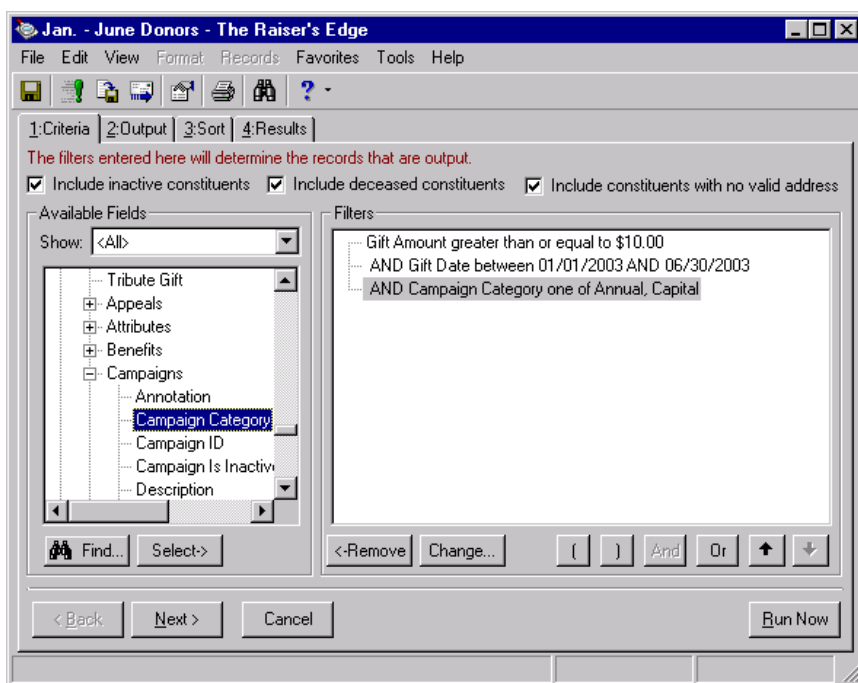 Jan. - June Donors - The Raiser's Edge
File Edit View Format Records Favorites Tools Help
?
1:Criteria 2:Output 3:Sort 4:Results
The filters entered here will determine the records that are output.
Include inactive constituents Include deceased constituents Include constituents with no valid address
Available Fields
Show: <All>
Tribute Gift
Appeals
Attributes
Benefits
Campaigns
Annotation
Campaign Category
Campaign ID
Campaign Is Inactiv
Description
Find... Select->
Filters
Gift Amount greater than or equal to $10.00
AND Gift Date between 01/01/2003 AND 06/30/2003
AND Campaign Category one of Annual, Capital
<-Remove Change... ( ) And Or
< Back Next > Cancel Run Now